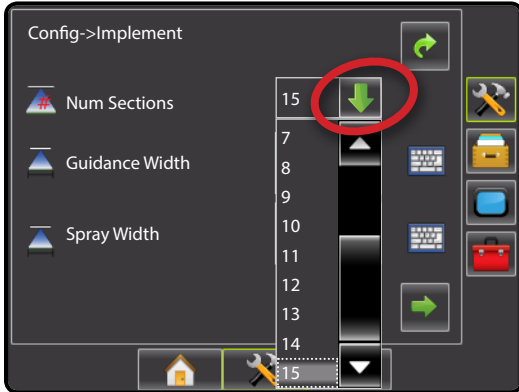 Config->Implement
Num Sections
15
7
8
Guidance Width
9
10
Spray Width
11
12
13
14
15